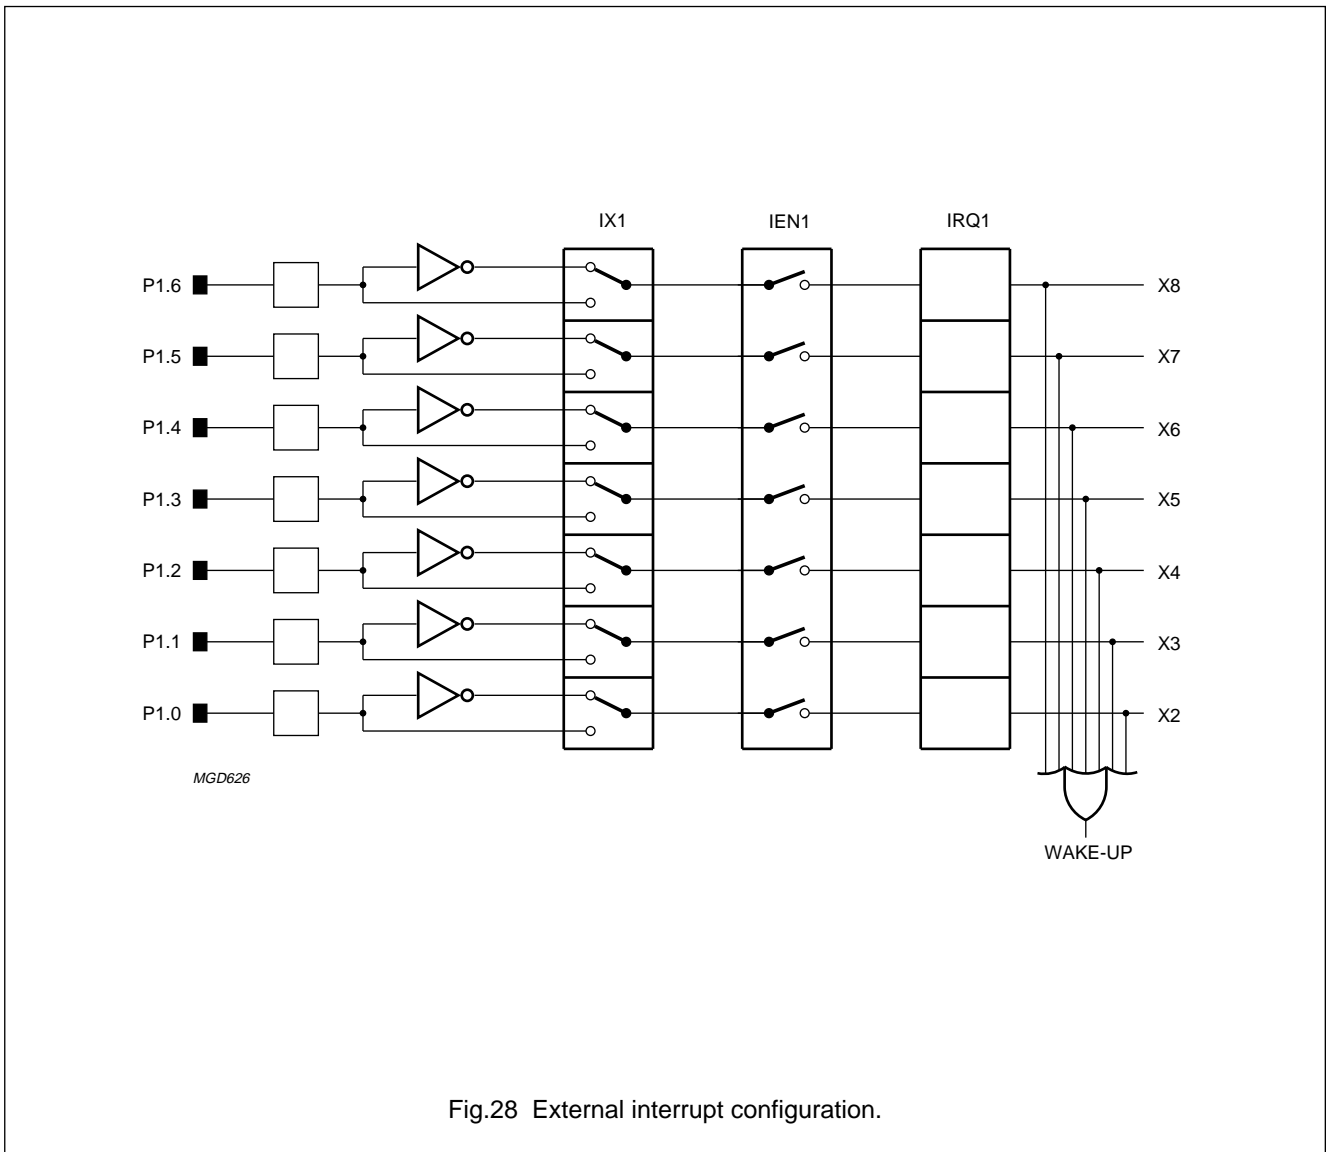 IX1 IEN1 IRQ1
P1.6 X8
P1.5 X7
P1.4 X6
P1.3 X5
P1.2 X4
P1.1 X3
P1.0 X2
MGD626
WAKE-UP
Fig.28 External interrupt configuration.